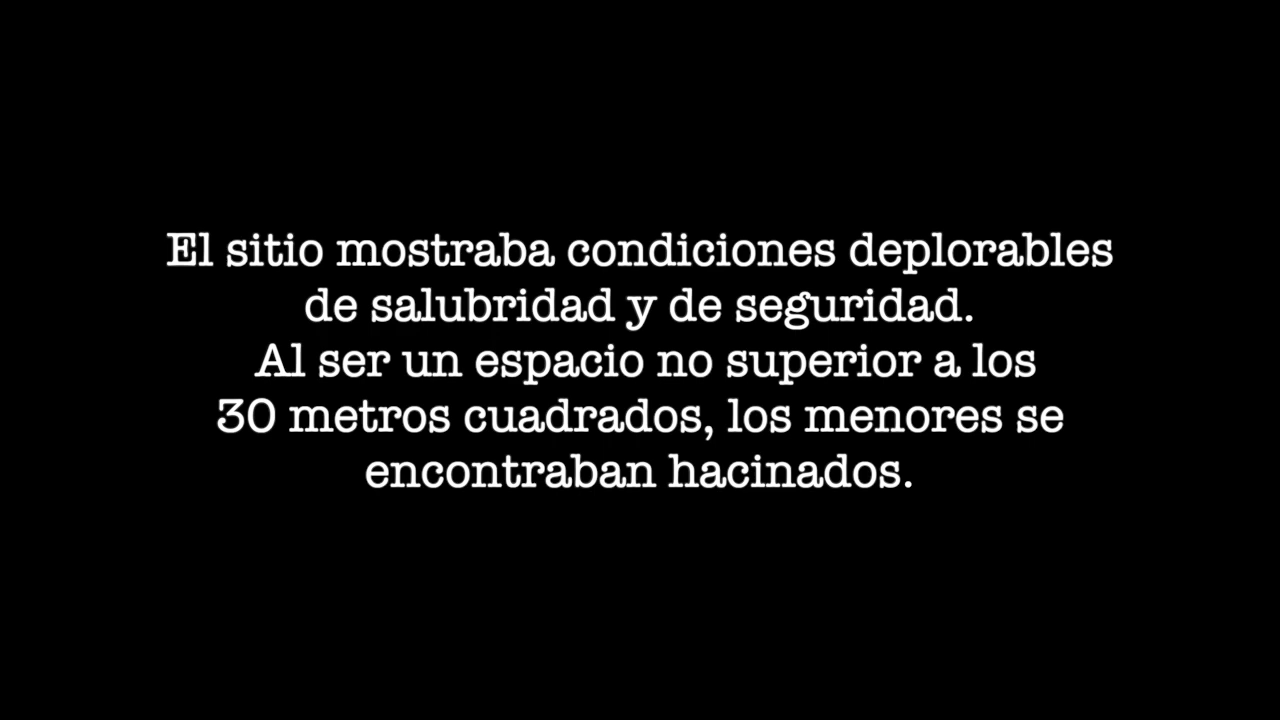 El sitio mostraba condiciones deplorables
de salubridad y de seguridad.
Al ser un espacio no superior a los
30 metros cuadrados, los menores se
encontraban hacinados.